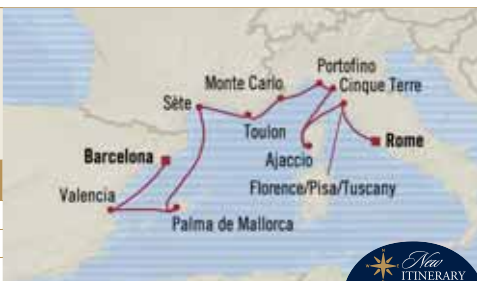 Portofino
Monte Carlo
Cinque Terre
Sète
Toulon
Rome
Barcelona
Ajaccio
Florence/Pisa/Tuscany
Valencia
Palma de Mallorca
New
ITINERARY